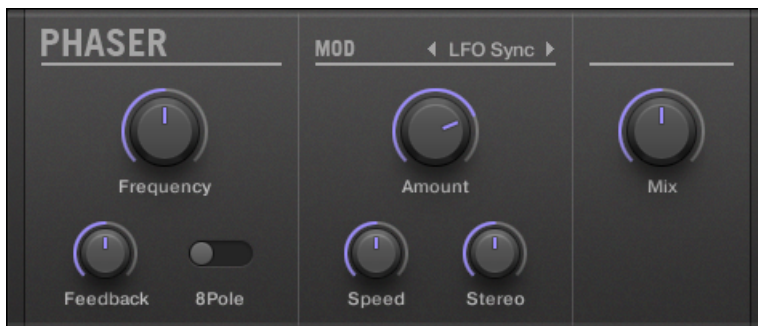 PHASER
MOD
LFO Sync
Frequency
Amount
Mix
Feedback
8Pole
Speed
Stereo